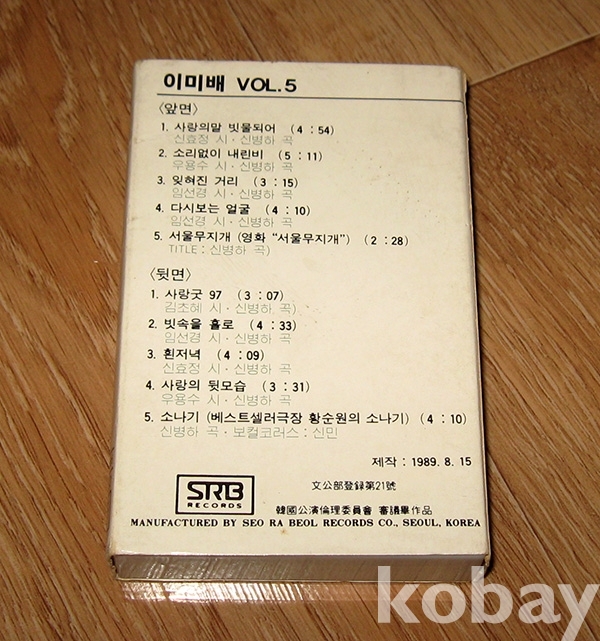 이미배 VOL.5
〈앞면〉
1. 사랑의말 빗물되어 (4 : 54)
신효정 시·신병하 곡
2. 소리없이 내린비 (5 : 11)
우용수 시·신병하 곡
3. 잊혀진 거리 (3 : 15)
임선경 시·신병하 곡
4. 다시보는 얼굴 (4 : 10)
임선경 시·신병하 곡
5. 서울무지개 (영화 “서울무지개”) (2 : 28)
TITLE : 신병하 곡)
〈뒷면〉
1. 사랑굿 97 (3 : 07)
김초혜 시·신병하 곡)
2. 빗속을 홀로 (4 : 33)
임선경 시·신병하 곡
3. 흰저녁 (4 : 09)
신효정 시·신병하 곡
4. 사랑의 뒷모습 (3 : 31)
우용수 시·신병하 곡
5. 소나기 (베스트셀러극장 황순원의 소나기) (4 : 10)
신병하 곡·보컬코러스 : 신민
제작 : 1989. 8. 15
SRB
RECORDS
文公部登録第21號
韓國公演倫理委員會 審議畢作品
MANUFACTURED BY SEO RA BEOL RECORDS CO., SEOUL, KOREA
kobay